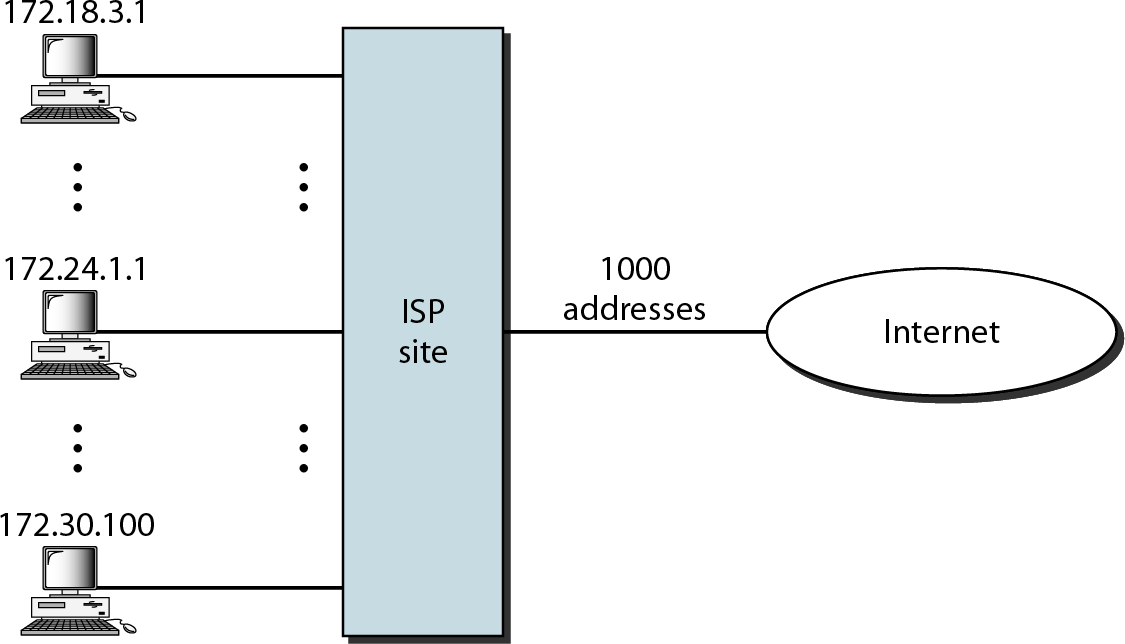 172.18.3.1
172.24.1.1
172.30.100
ISP
site
1000
addresses
Internet